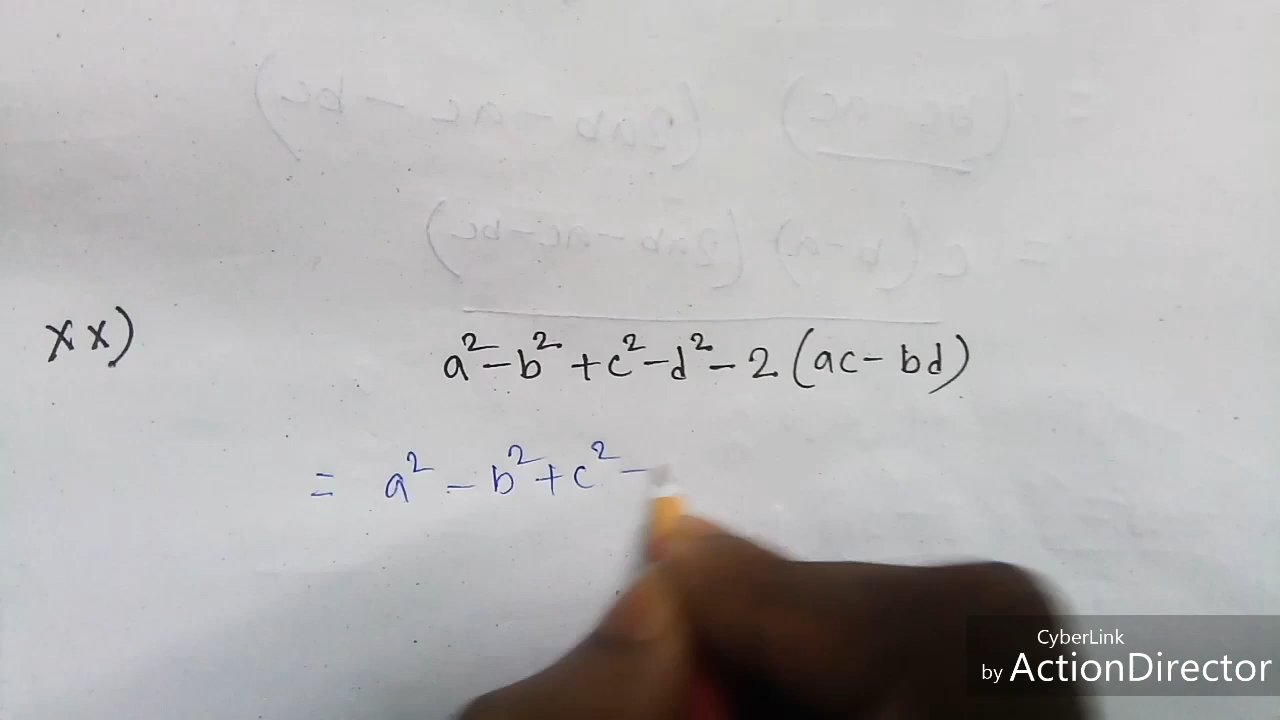 xx) a²-b²+c²-d²-2(ac-bd)
= a²-b²+c²-
CyberLink
by ActionDirector